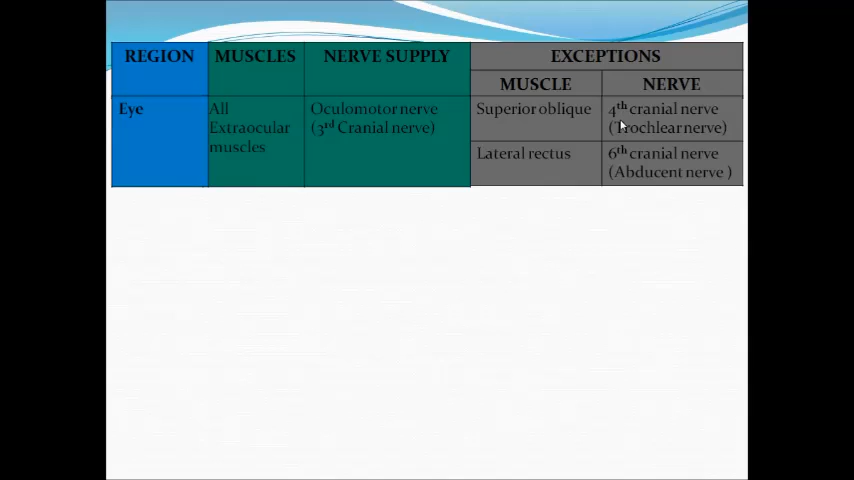 REGION MUSCLES NERVE SUPPLY EXCEPTIONS
MUSCLE NERVE
Eye
All
Extraocular
muscles
Oculomotor nerve
(3rd Cranial nerve)
Superior oblique
4th cranial nerve
(Trochlear nerve)
Lateral rectus
6th cranial nerve
(Abducent nerve )